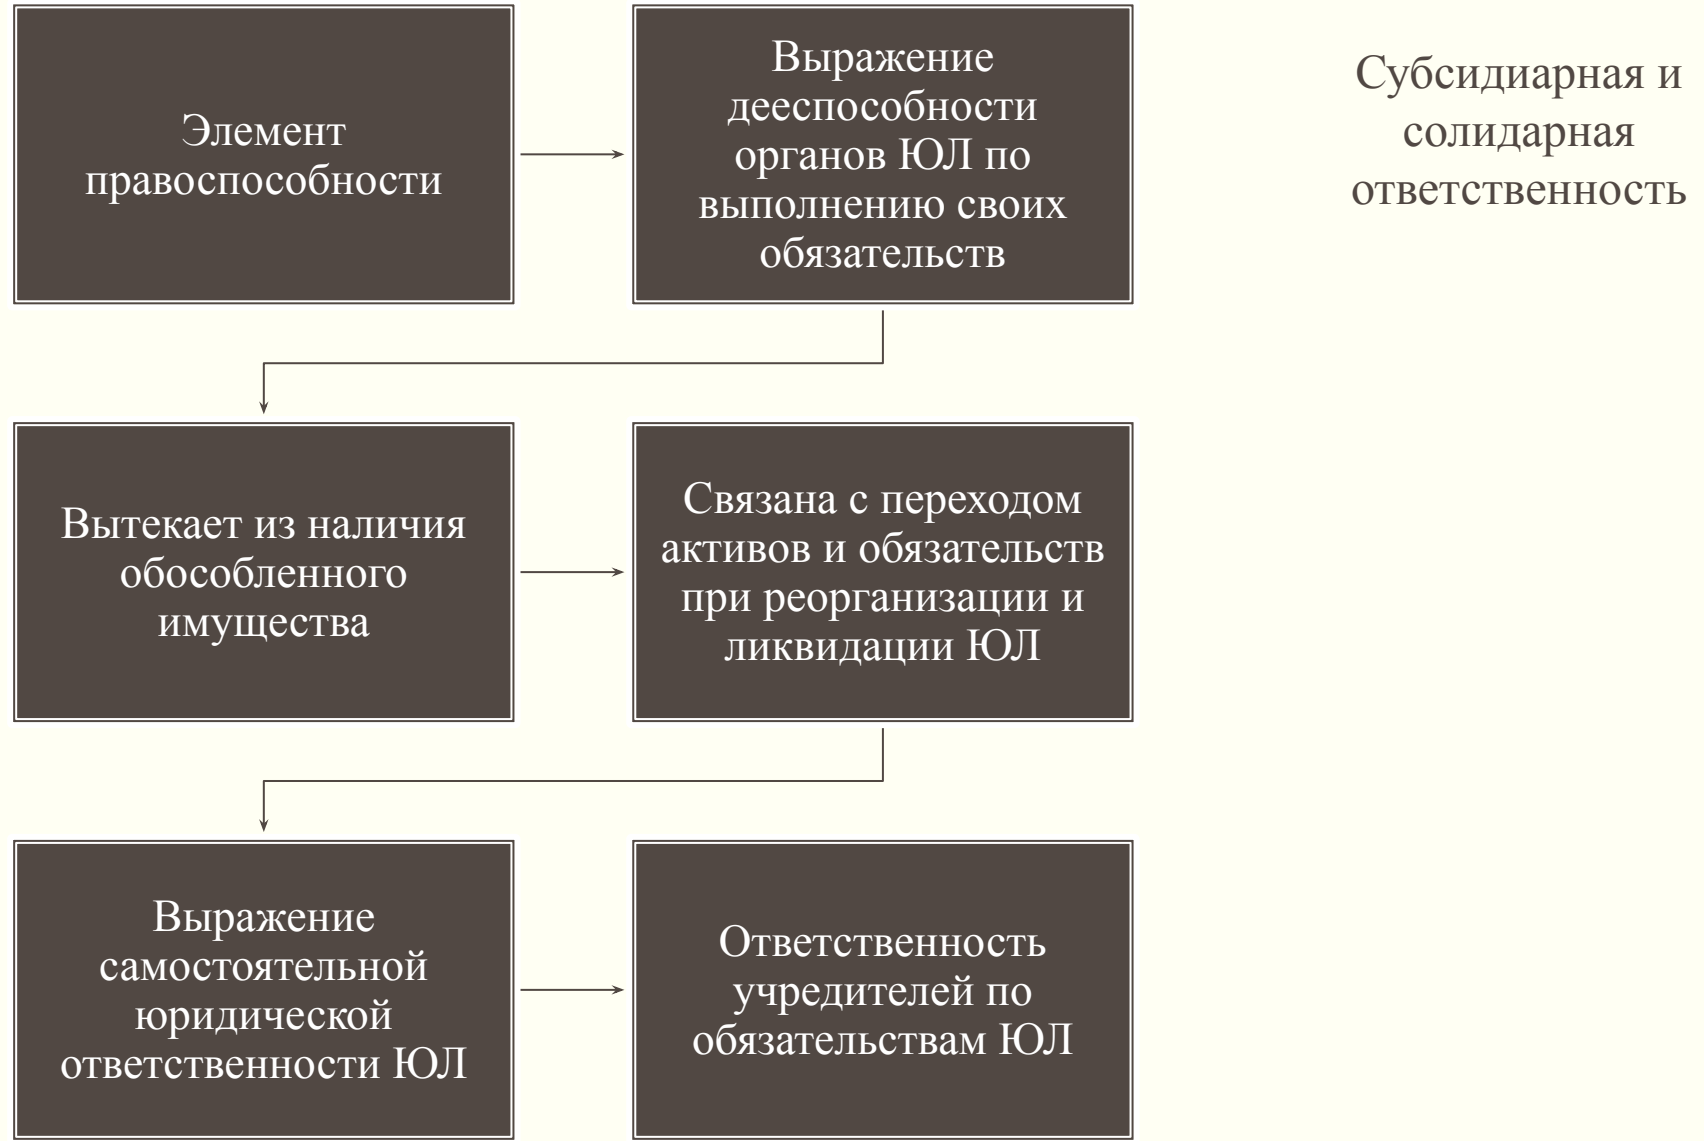 Элемент
правоспособности
Выражение
дееспособности
органов ЮЛ по
выполнению своих
обязательств
Субсидиарная и
солидарная
ответственность
Вытекает из наличия
обособленного
имущества
Связана с переходом
активов и обязательств
при реорганизации и
ликвидации ЮЛ
Выражение
самостоятельной
юридической
ответственности ЮЛ
Ответственность
учредителей по
обязательствам ЮЛ